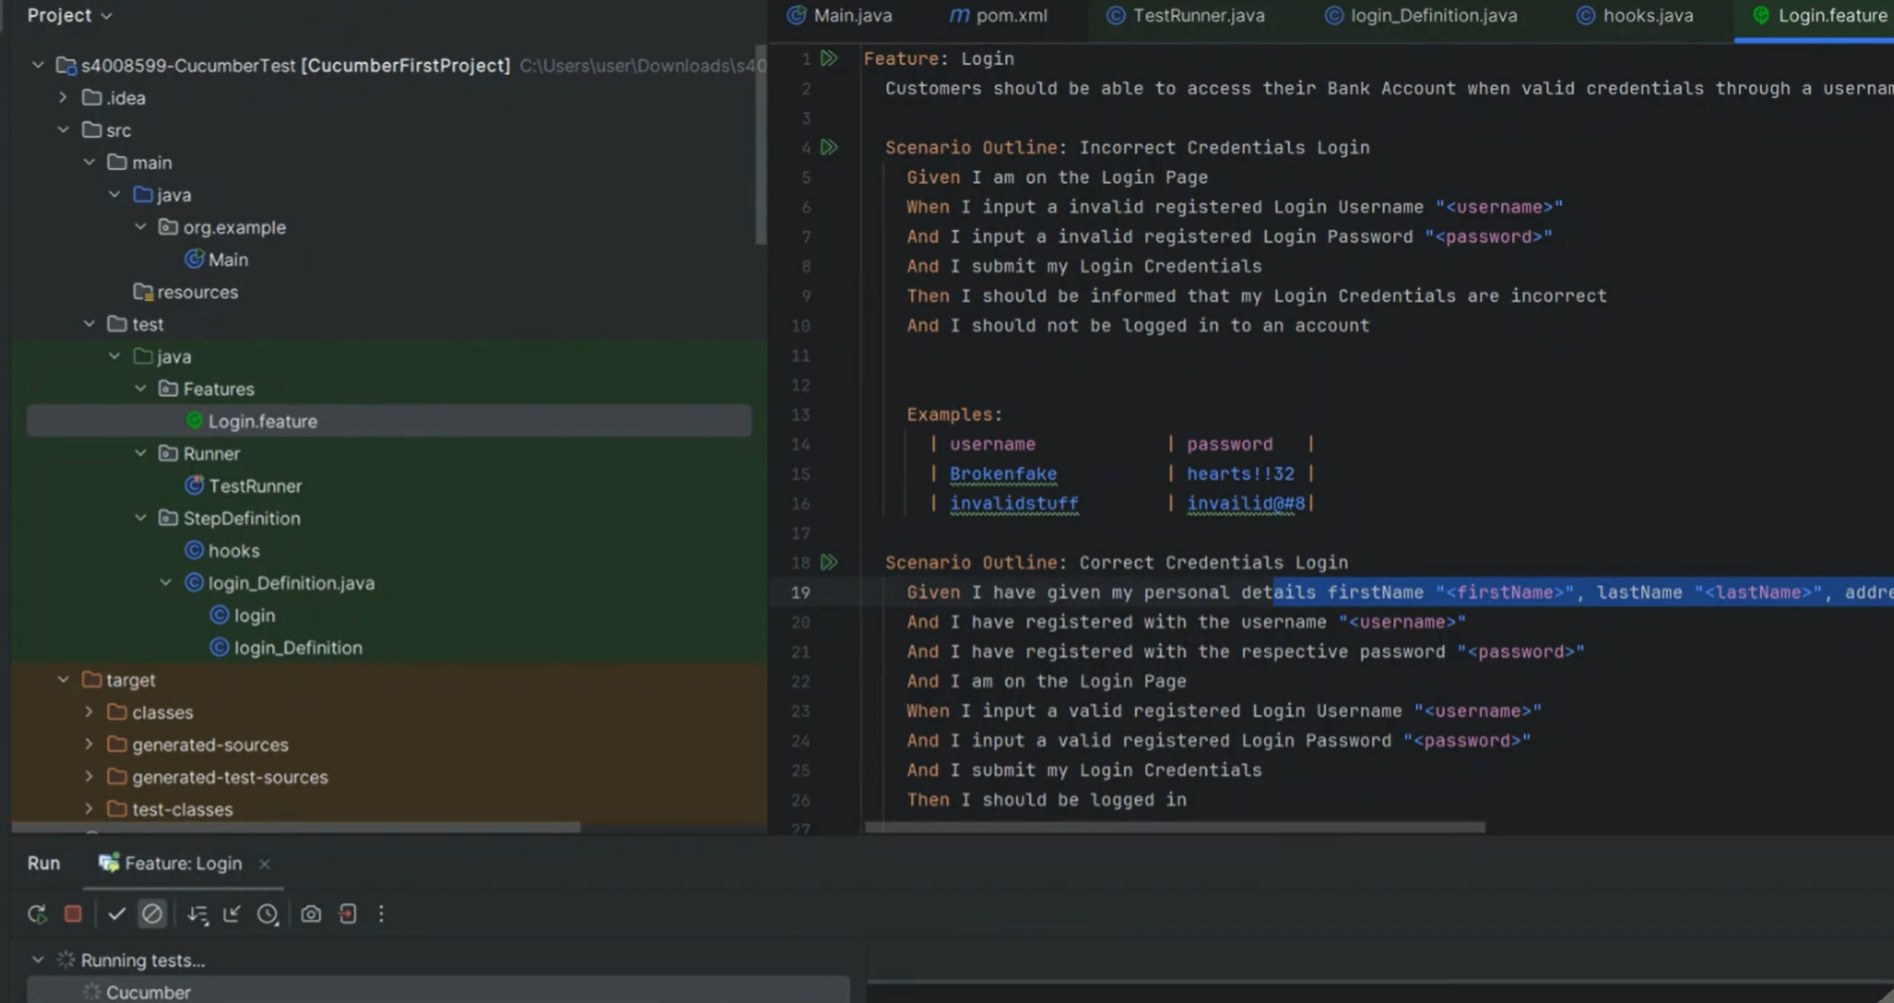 Project
s4008599-CucumberTest [CucumberFirstProject] C:\Users\user\Downloads\s40
.idea
src
main
java
org.example
Main
resources
test
java
Features
Login.feature
Runner
TestRunner
StepDefinition
hooks
login_Definition.java
login
login_Definition
target
classes
generated-sources
generated-test-sources
test-classes
Main.java
m pom.xml
TestRunner.java
login_Definition.java
hooks.java
Login.feature
1 Feature: Login
2 Customers should be able to access their Bank Account when valid credentials through a usernam
3
4 Scenario Outline: Incorrect Credentials Login
5 Given I am on the Login Page
6 When I input a invalid registered Login Username "<username>"
7 And I input a invalid registered Login Password "<password>"
8 And I submit my Login Credentials
9 Then I should be informed that my Login Credentials are incorrect
10 And I should not be logged in to an account
11
12
13 Examples:
14 | username | password |
15 | Brokenfake | hearts!!32 |
16 | invalidstuff | invailid@#8|
17
18 Scenario Outline: Correct Credentials Login
19 Given I have given my personal details firstName "<firstName>", lastName "<lastName>", addre
20 And I have registered with the username "<username>"
21 And I have registered with the respective password "<password>"
22 And I am on the Login Page
23 When I input a valid registered Login Username "<username>"
24 And I input a valid registered Login Password "<password>"
25 And I submit my Login Credentials
26 Then I should be logged in
27
Run Feature: Login
Running tests...
Cucumber